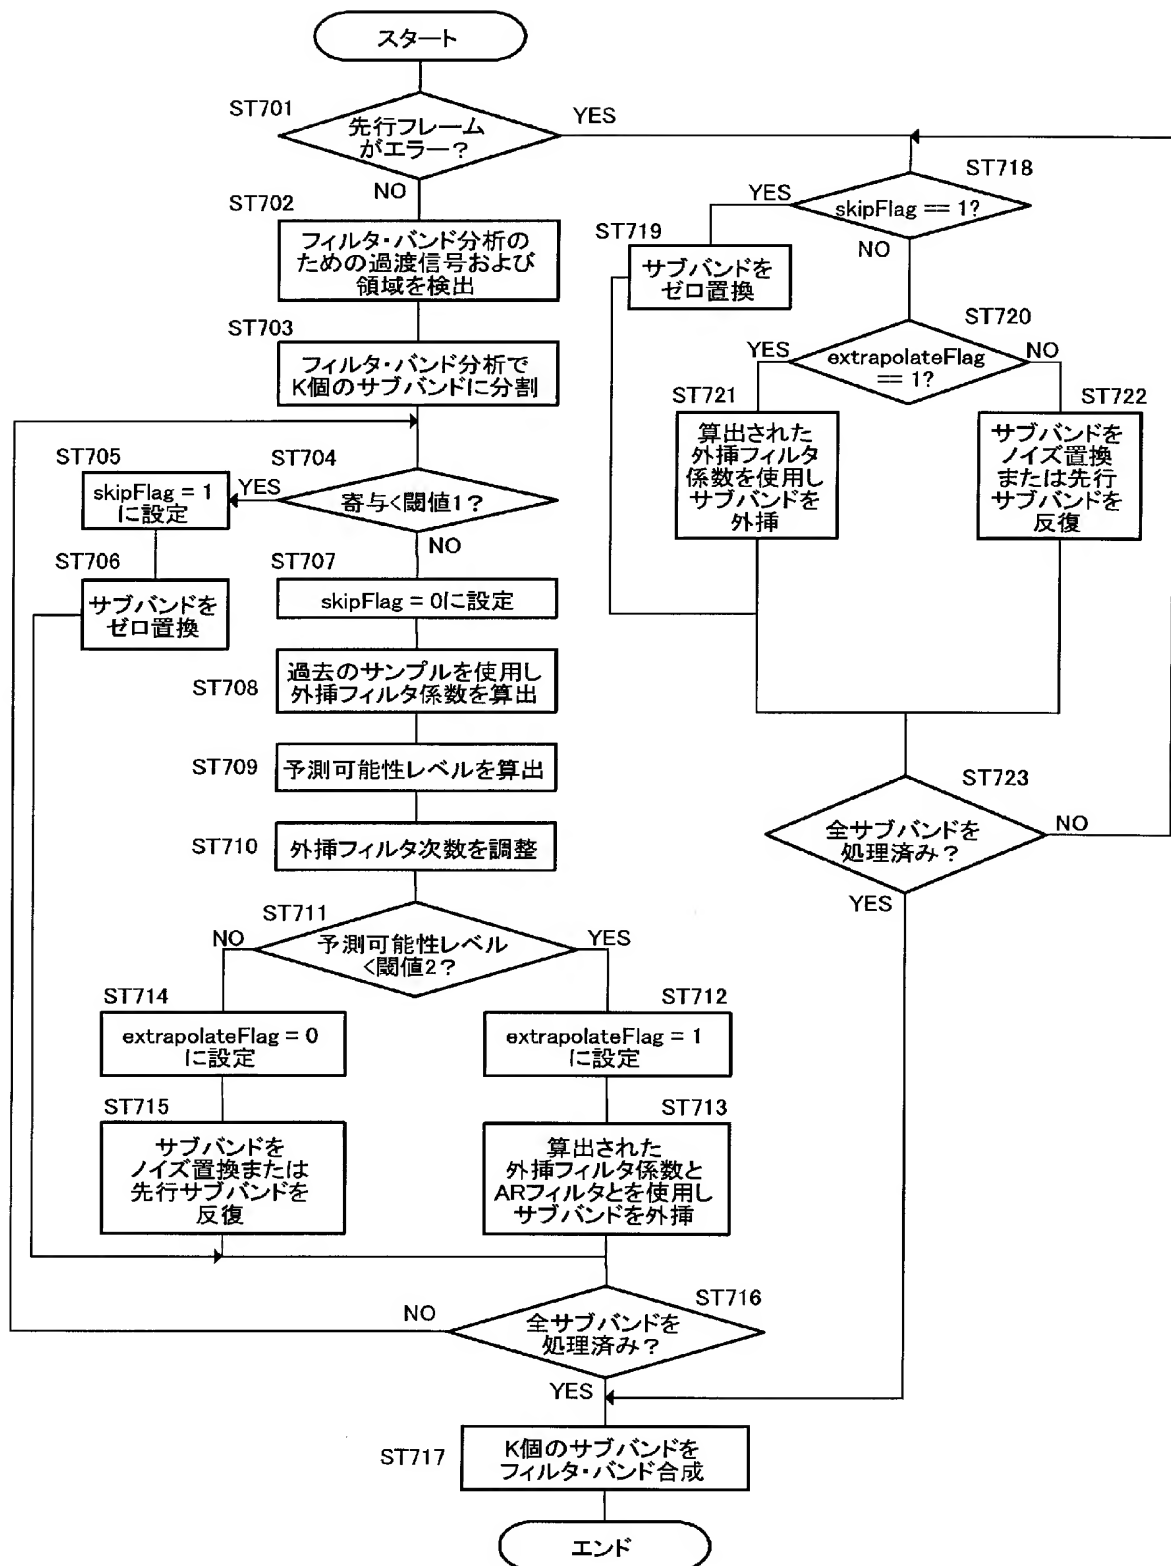 スタート
ST701
先行フレーム
がエラー?
YES
NO
ST702
フィルタ・バンド分析の
ための過渡信号および
領域を検出
ST703
フィルタ・バンド分析で
K個のサブバンドに分割
ST704
寄与<閾値1?
YES
NO
ST705
skipFlag = 1
に設定
ST706
サブバンドを
ゼロ置換
ST707
skipFlag = 0に設定
ST708
過去のサンプルを使用し
外挿フィルタ係数を算出
ST709
予測可能性レベルを算出
ST710
外挿フィルタ次数を調整
ST711
予測可能性レベル
<閾値2?
NO
YES
ST714
extrapolateFlag = 0
に設定
ST712
extrapolateFlag = 1
に設定
ST715
サブバンドを
ノイズ置換または
先行サブバンドを
反復
ST713
算出された
外挿フィルタ係数と
ARフィルタとを使用し
サブバンドを外挿
ST716
全サブバンドを
処理済み?
NO
YES
ST717
K個のサブバンドを
フィルタ・バンド合成
エンド
ST718
skipFlag == 1?
YES
NO
ST719
サブバンドを
ゼロ置換
ST720
extrapolateFlag
== 1?
YES
NO
ST721
算出された
外挿フィルタ
係数を使用し
サブバンドを
外挿
ST722
サブバンドを
ノイズ置換
または先行
サブバンドを
反復
ST723
全サブバンドを
処理済み?
NO
YES